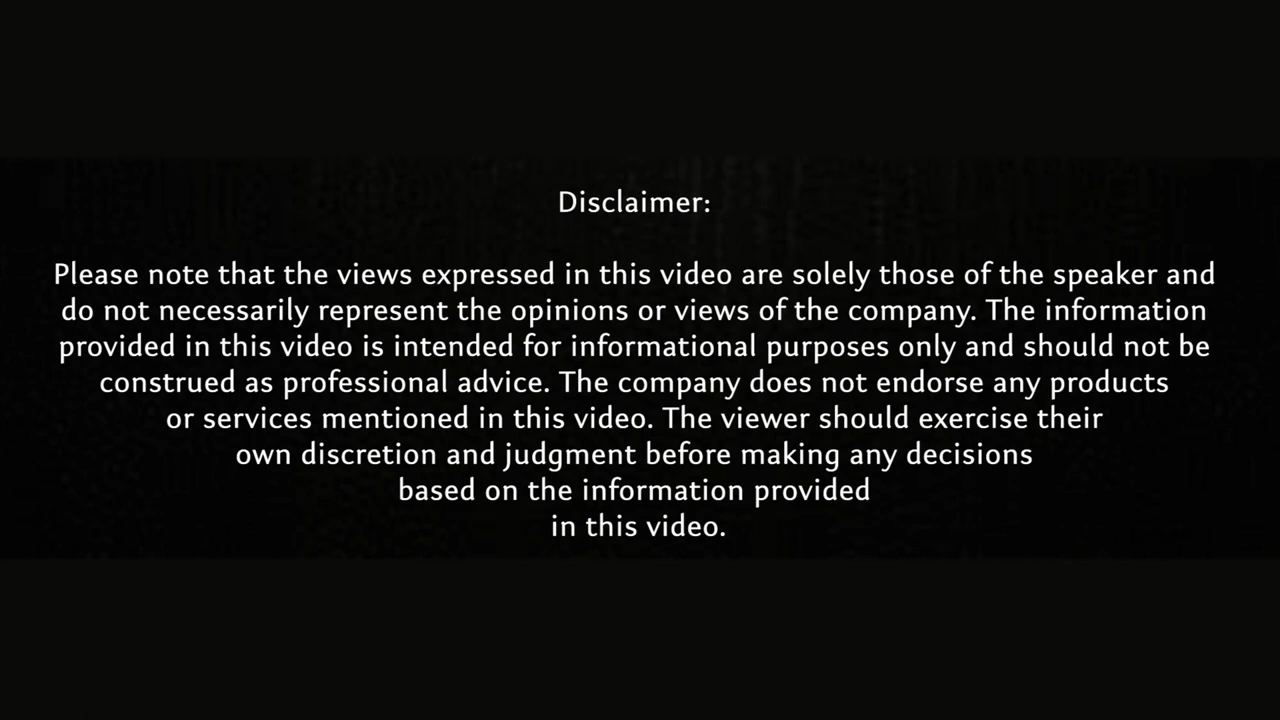 Disclaimer:
Please note that the views expressed in this video are solely those of the speaker and
do not necessarily represent the opinions or views of the company. The information
provided in this video is intended for informational purposes only and should not be
construed as professional advice. The company does not endorse any products
or services mentioned in this video. The viewer should exercise their
own discretion and judgment before making any decisions
based on the information provided
in this video.